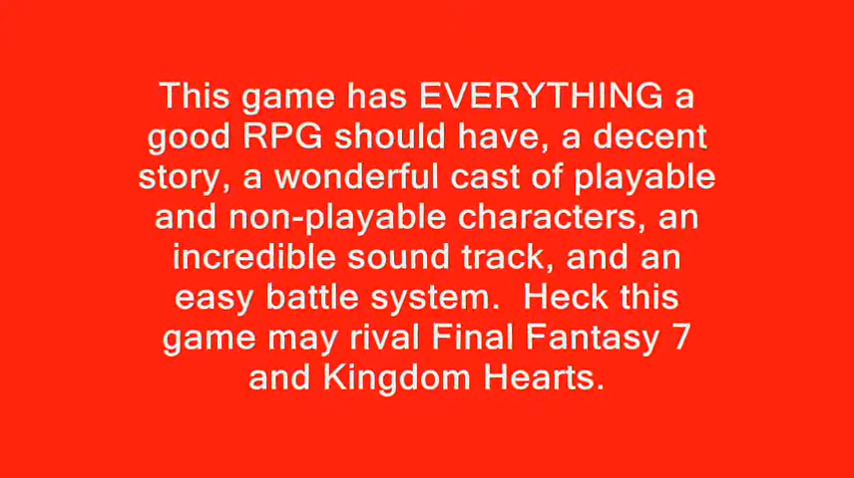 This game has EVERYTHING a
good RPG should have, a decent
story, a wonderful cast of playable
and non-playable characters, an
incredible sound track, and an
easy battle system.  Heck this
game may rival Final Fantasy 7
and Kingdom Hearts.